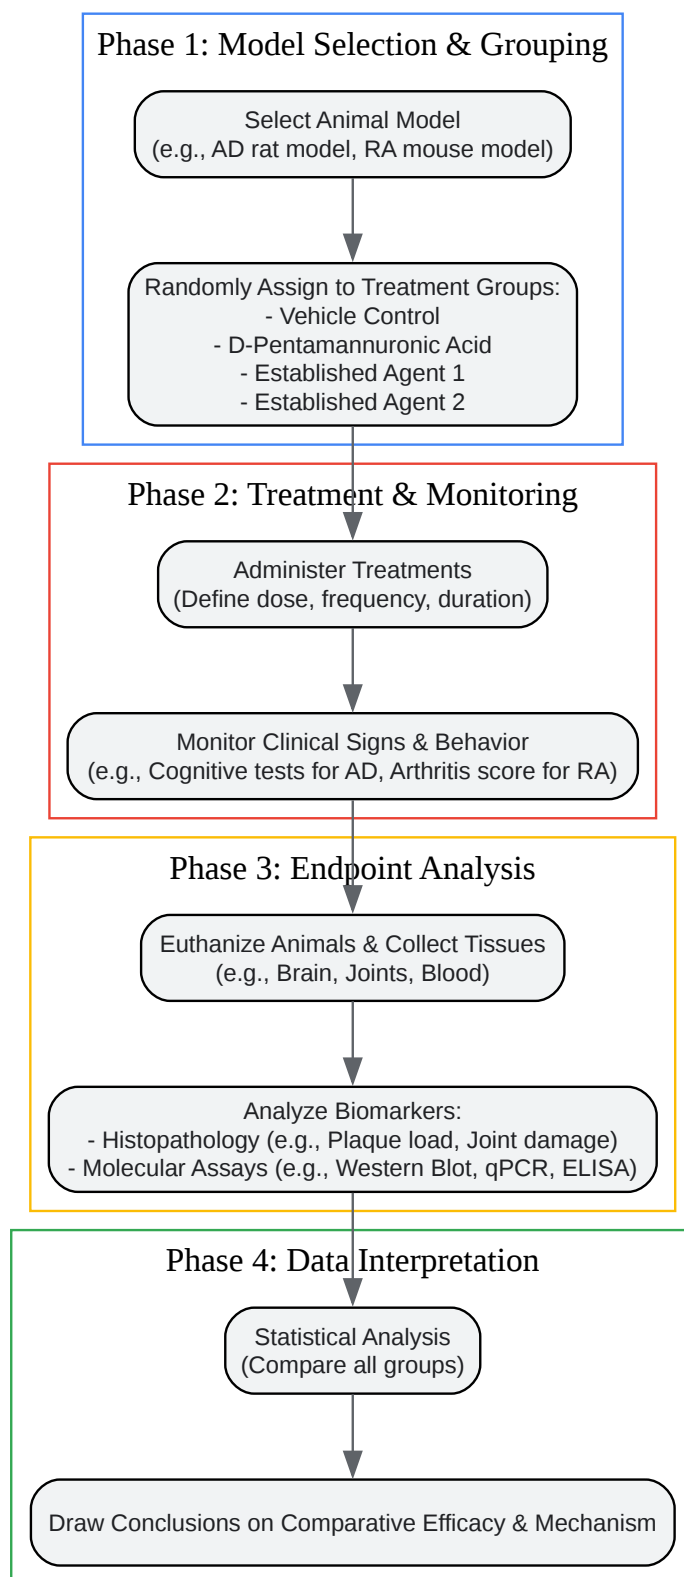 Phase 1: Model Selection & Grouping
Select Animal Model
(e.g., AD rat model, RA mouse model)
Randomly Assign to Treatment Groups:
- Vehicle Control
- D-Pentamannuronic Acid
- Established Agent 1
- Established Agent 2
Phase 2: Treatment & Monitoring
Administer Treatments
(Define dose, frequency, duration)
Monitor Clinical Signs & Behavior
(e.g., Cognitive tests for AD, Arthritis score for RA)
Phase 3: Endpoint Analysis
Euthanize Animals & Collect Tissues
(e.g., Brain, Joints, Blood)
Analyze Biomarkers:
- Histopathology (e.g., Plaque load, Joint damage)
- Molecular Assays (e.g., Western Blot, qPCR, ELISA)
Phase 4: Data Interpretation
Statistical Analysis
(Compare all groups)
Draw Conclusions on Comparative Efficacy & Mechanism